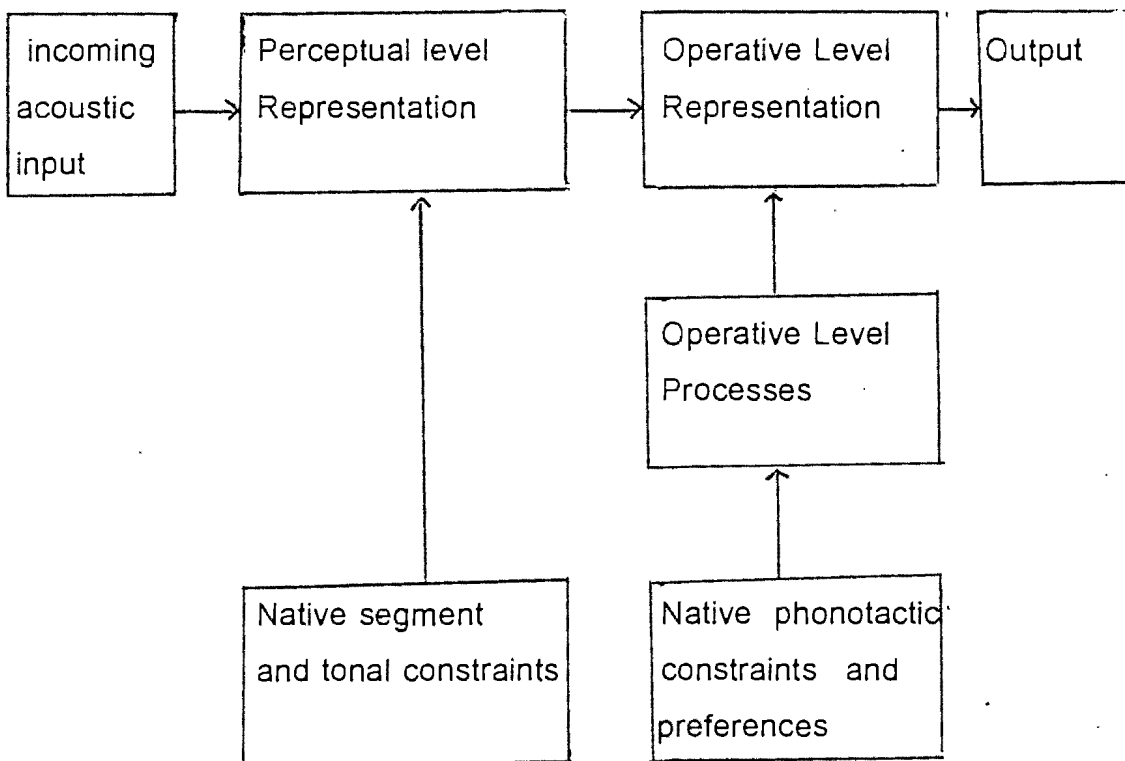 incoming
acoustic
input
Perceptual level
Representation
Operative Level
Representation
Output
Operative Level
Processes
Native segment
and tonal constraints
Native phonotactic
constraints and
preferences